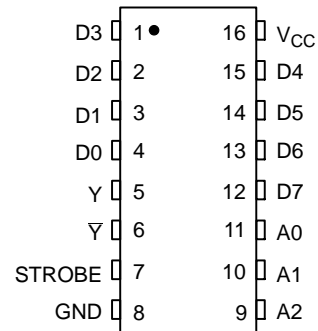 D3 1 16 V_CC
D2 2 15 D4
D1 3 14 D5
D0 4 13 D6
Y 5 12 D7
Y̅ 6 11 A0
STROBE 7 10 A1
GND 8 9 A2